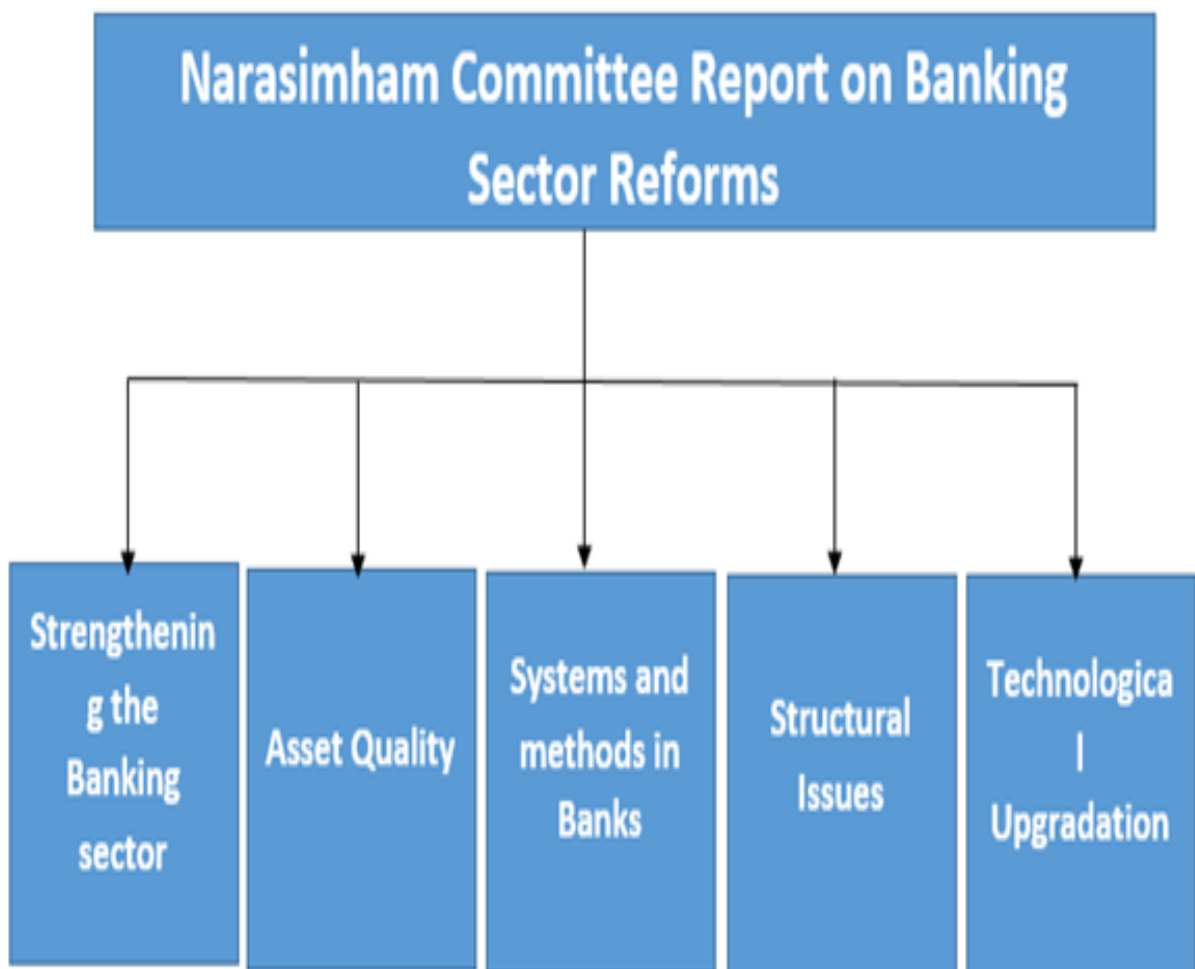 Narasimham Committee Report on Banking
Sector Reforms
Strengthenin
g the
Banking
sector
Asset Quality
Systems and
methods in
Banks
Structural
Issues
Technologica
l
Upgradation